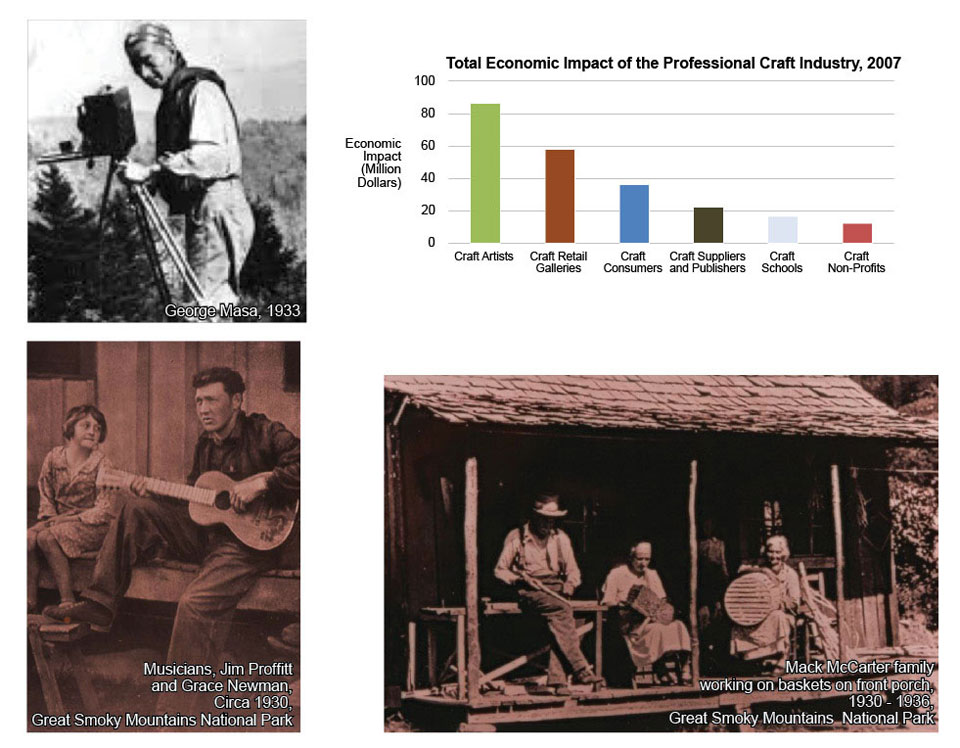 George Masa, 1933
Total Economic Impact of the Professional Craft Industry, 2007
Economic
Impact
(Million
Dollars)
100
80
60
40
20
0
Craft Artists
Craft Retail
Galleries
Craft
Consumers
Craft Suppliers
and Publishers
Craft
Schools
Craft
Non-Profits
Musicians, Jim Proffitt
and Grace Newman,
Circa 1930,
Great Smoky Mountains National Park
Mack McCarter family
working on baskets on front porch,
1930 - 1936,
Great Smoky Mountains National Park